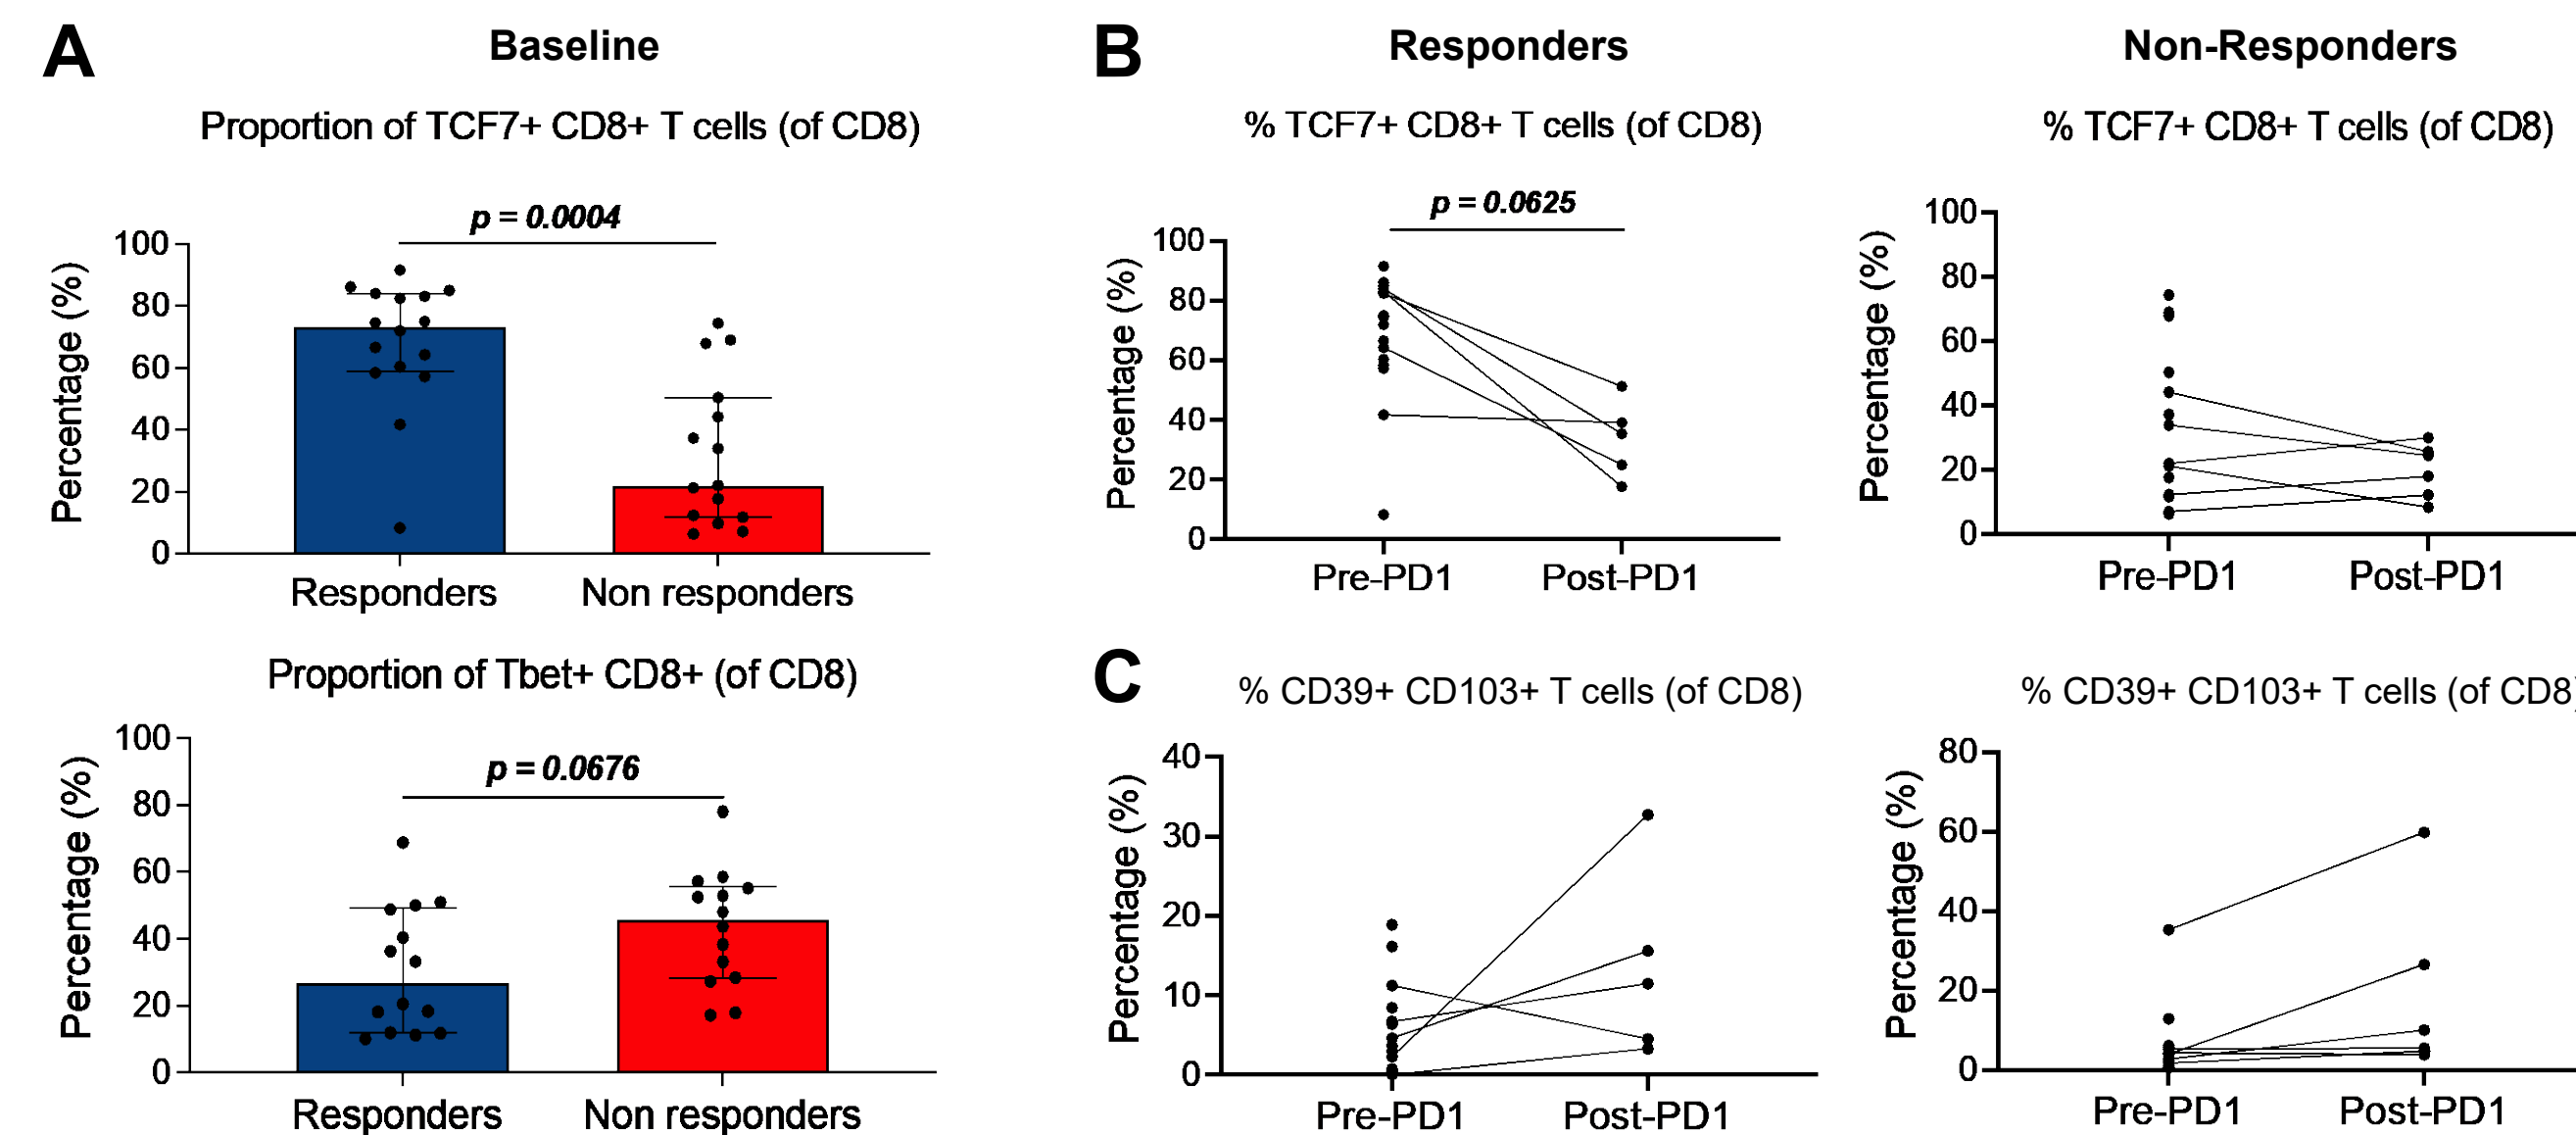 A
Baseline
Proportion of TCF7+ CD8+ T cells (of CD8)
p = 0.0004
Percentage (%)
100
80
60
40
20
0
Responders
Non responders
Proportion of Tbet+ CD8+ (of CD8)
p = 0.0676
Percentage (%)
100
80
60
40
20
0
Responders
Non responders
B
Responders
% TCF7+ CD8+ T cells (of CD8)
p = 0.0625
Percentage (%)
100
80
60
40
20
0
Pre-PD1
Post-PD1
Non-Responders
% TCF7+ CD8+ T cells (of CD8)
Percentage (%)
100
80
60
40
20
0
Pre-PD1
Post-PD1
C
% CD39+ CD103+ T cells (of CD8)
Percentage (%)
40
30
20
10
0
Pre-PD1
Post-PD1
% CD39+ CD103+ T cells (of CD8)
Percentage (%)
80
60
40
20
0
Pre-PD1
Post-PD1